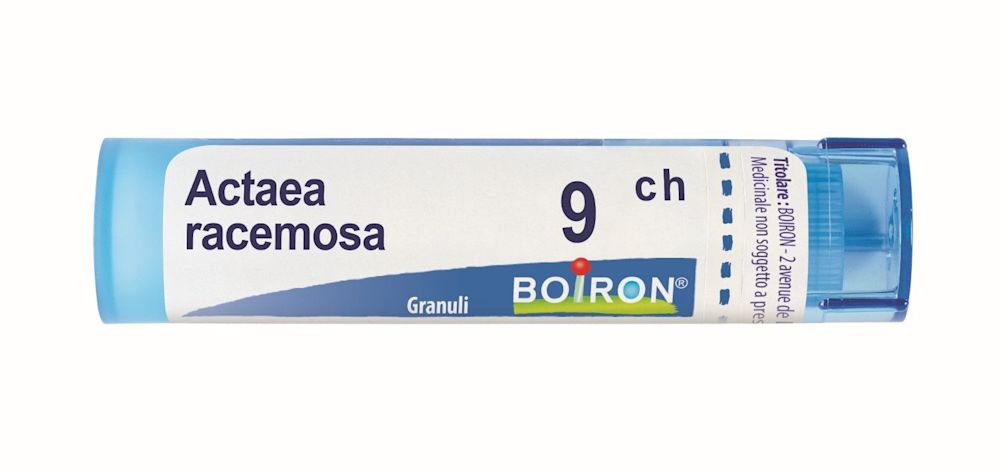 Actaea
racemosa
9 ch
Granuli
BOIRON®
Titolare: BOIRON - 2 avenue de
Medicinale non soggetto a pres